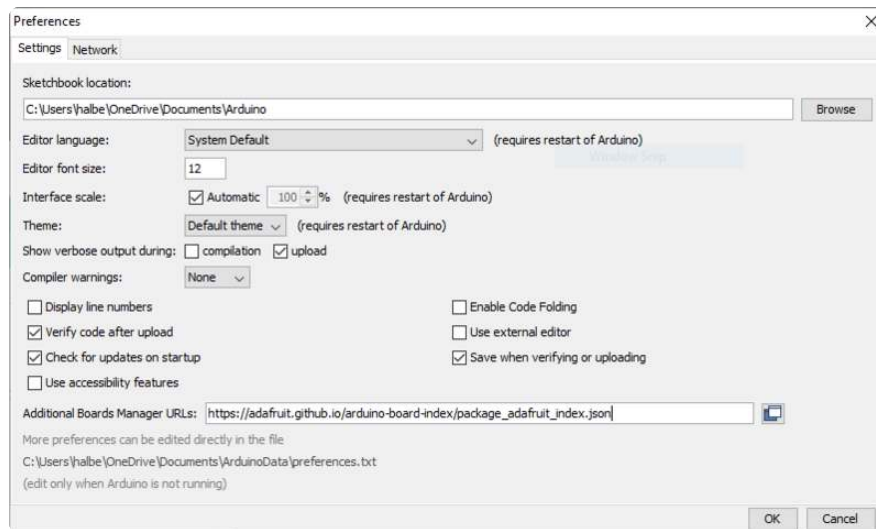 Preferences
Settings Network
Sketchbook location:
C:\Users\halbe\OneDrive\Documents\Arduino Browse
Editor language: System Default (requires restart of Arduino)
Window Snip
Editor font size: 12
Interface scale: Automatic 100 % (requires restart of Arduino)
Theme: Default theme (requires restart of Arduino)
Show verbose output during: compilation upload
Compiler warnings: None
Display line numbers Enable Code Folding
Verify code after upload Use external editor
Check for updates on startup Save when verifying or uploading
Use accessibility features
Additional Boards Manager URLs: https://adafruit.github.io/arduino-board-index/package_adafruit_index.json
More preferences can be edited directly in the file
C:\Users\halbe\OneDrive\Documents\ArduinoData\preferences.txt
(edit only when Arduino is not running)
OK Cancel